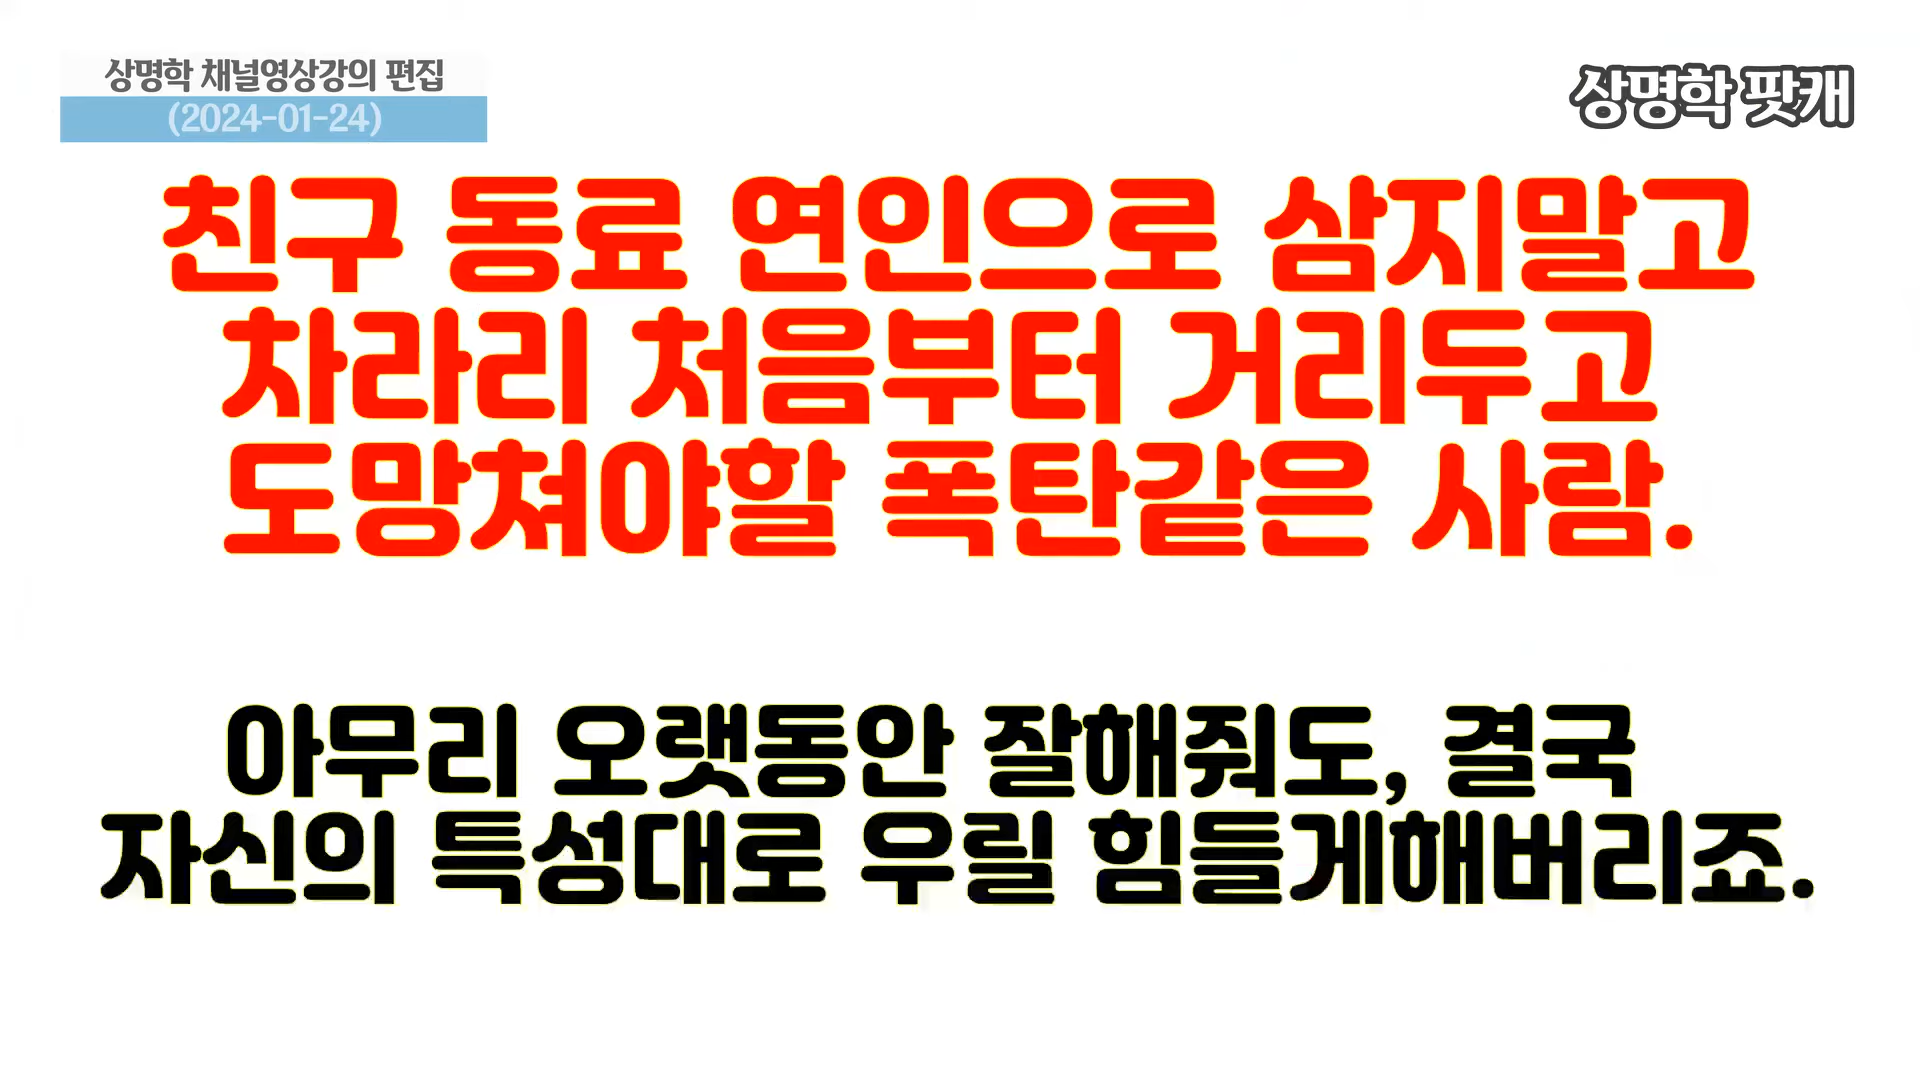 상명학 채널영상강의 편집
(2024-01-24)
상명학 팟캐
친구 동료 연인으로 삼지말고
차라리 처음부터 거리두고
도망쳐야할 폭탄같은 사람.
아무리 오랫동안 잘해줘도, 결국
자신의 특성대로 우릴 힘들게해버리죠.